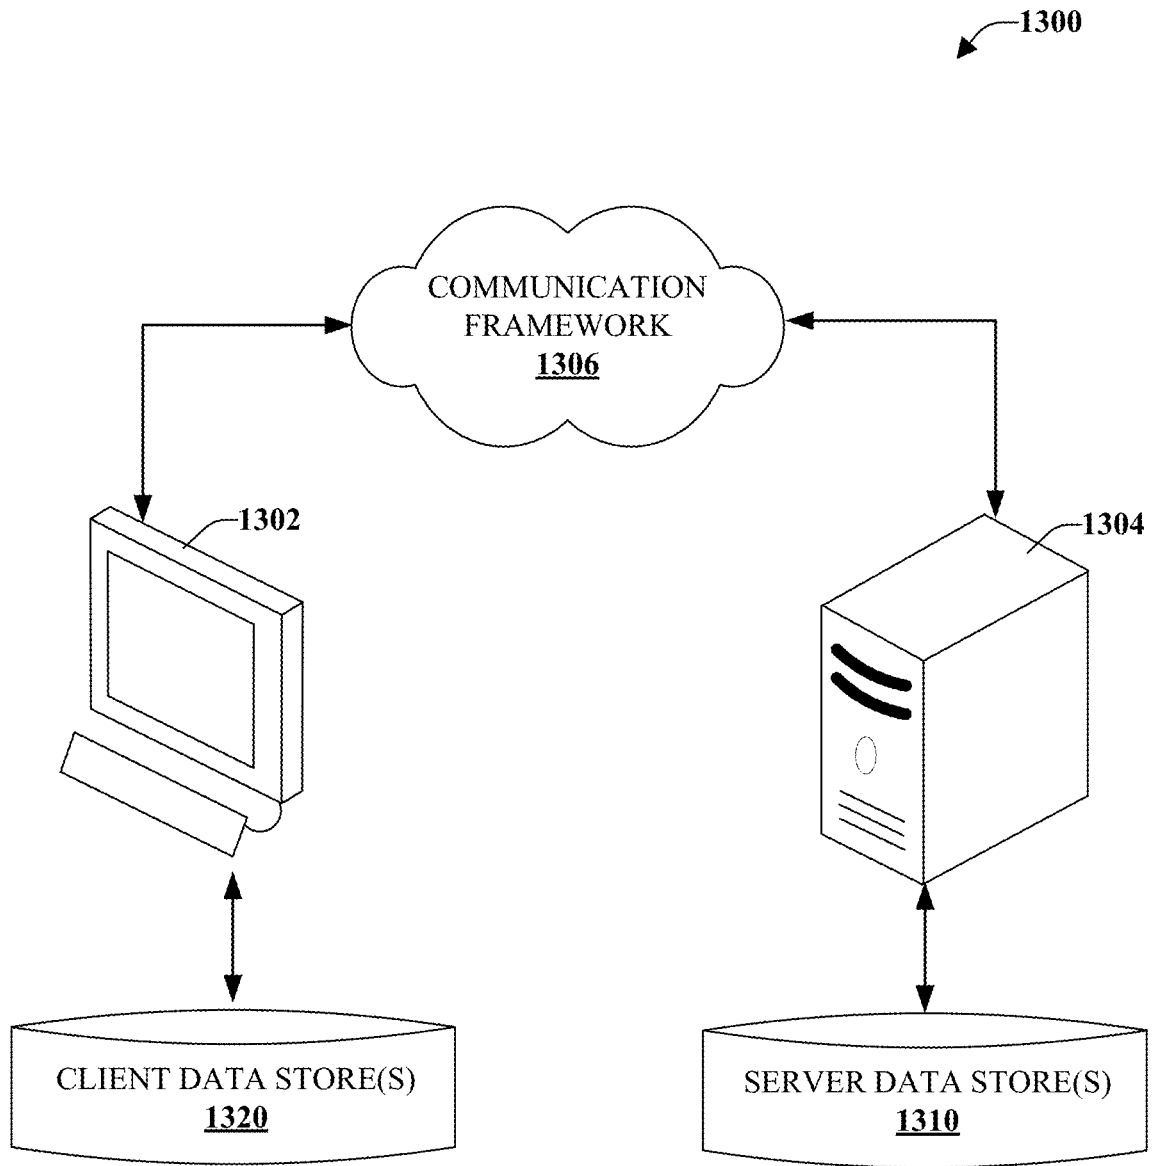 1300
COMMUNICATION
FRAMEWORK
1306
1302
1304
CLIENT DATA STORE(S)
1320
SERVER DATA STORE(S)
1310